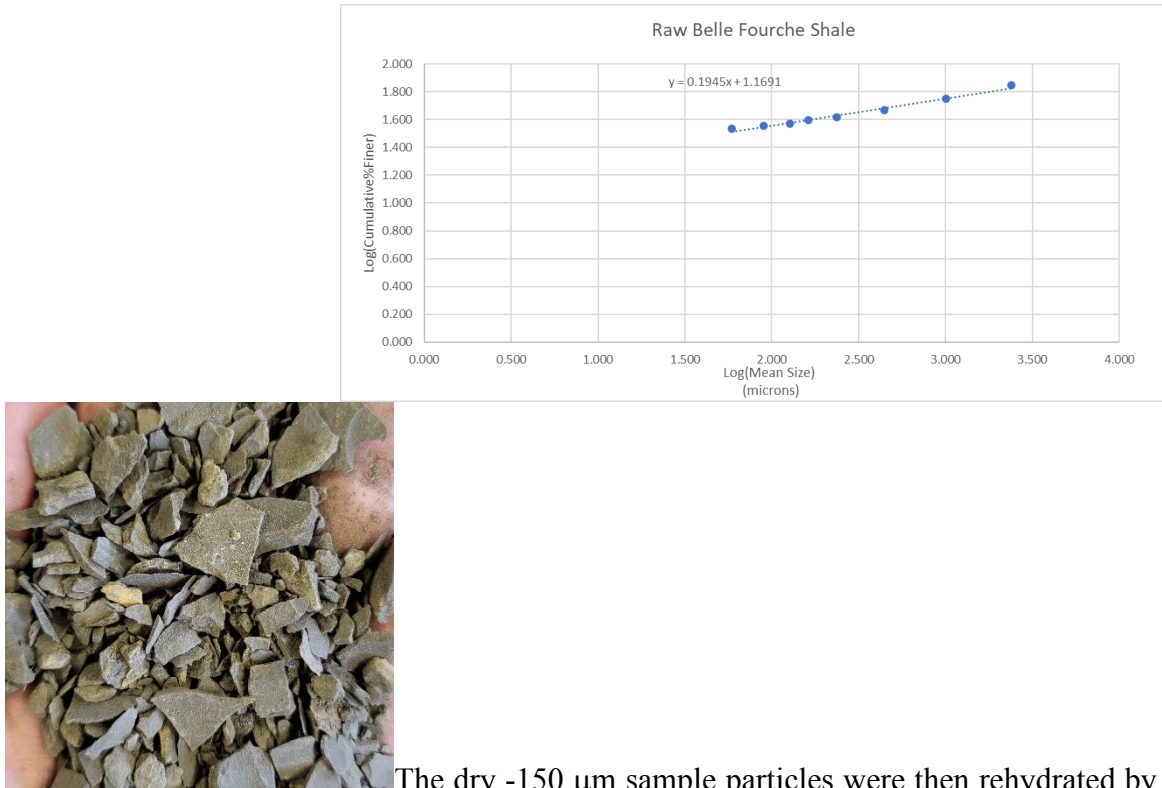 Raw Belle Fourche Shale
y = 0.1945x + 1.1691
Log(Cumulative%Finer)
2.000
1.800
1.600
1.400
1.200
1.000
0.800
0.600
0.400
0.200
0.000
0.000 0.500 1.000 1.500 2.000 2.500 3.000 3.500 4.000
Log(Mean Size)
(microns)
The dry -150 µm sample particles were then rehydrated by